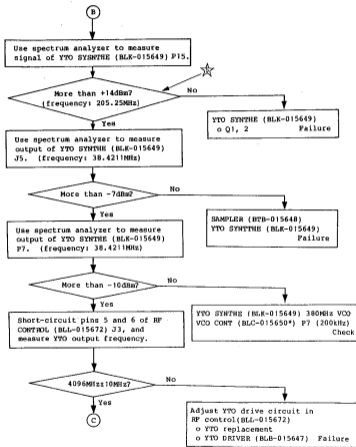 B
Use spectrum analyzer to measure
signal of YTO SYSNTHE (BLK-015649) P15.
More than +14dBm?
(frequency: 205.25MHz)
No
YTO SYNTHE (BLK-015649)
o Q1, 2 Failure
Yes
Use spectrum analyzer to measure
output of YTO SYNTHE (BLK-015649)
J5. (frequency: 38.4211MHz)
More than -7dBm?
No
SAMPLER (BTB-015648)
YTO SYNTTHE (BLK-015649)
Failure
Yes
Use spectrum analyzer to measure
output of YTO SYNTHE (BLK-015649)
P7. (frequency: 38.4211MHz)
More than -10dBm?
No
YTO SYNTHE (BLK-015649) 380MHz VCO
VCO CONT (BLC-015650*) P7 (200kHz)
Check
Yes
Short-circuit pins 5 and 6 of RF
CONTROL (BLL-015672) J3, and
measure YTO output frequency.
4096MHz±10MHz?
No
Adjust YTO drive circuit in
RF control(BLL-015672)
o YTO replacement
o YTO DRIVER (BLB-015647) Failure
Yes
C